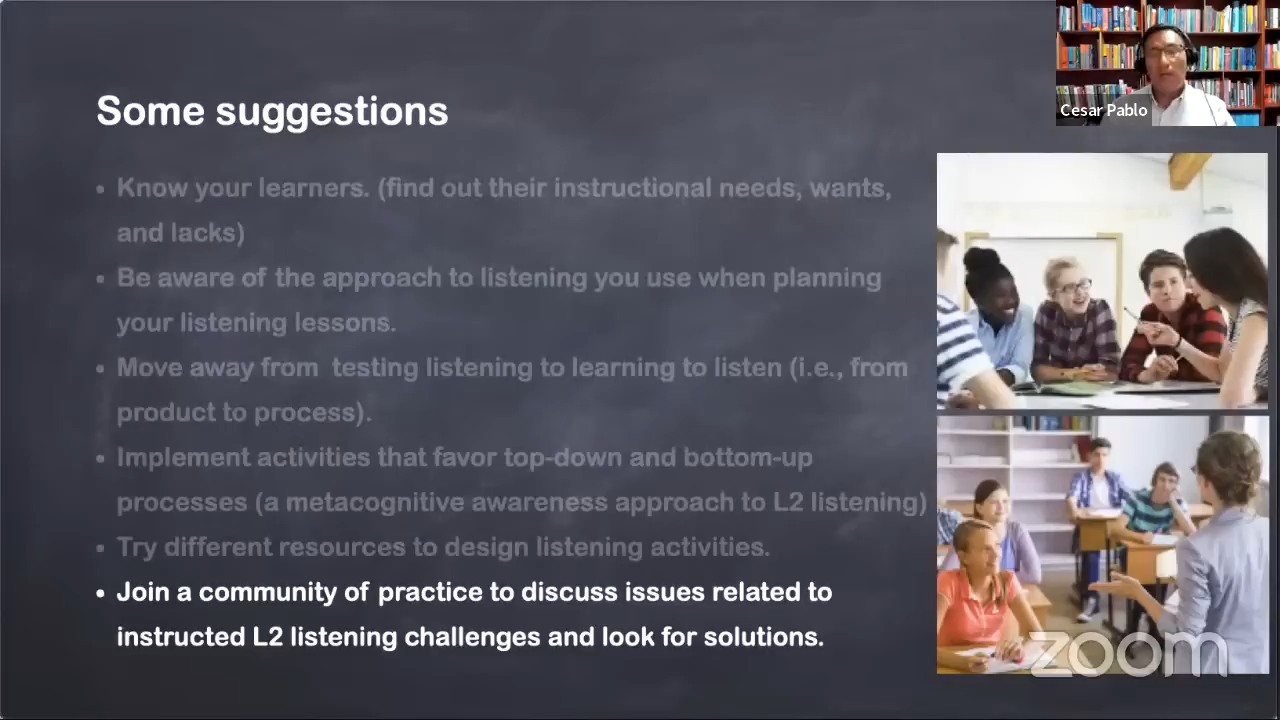 Cesar Pablo
Some suggestions
• Know your learners. (find out their instructional needs, wants,
and lacks)
• Be aware of the approach to listening you use when planning
your listening lessons.
• Move away from  testing listening to learning to listen (i.e., from
product to process).
• Implement activities that favor top-down and bottom-up
processes (a metacognitive awareness approach to L2 listening)
• Try different resources to design listening activities.
• Join a community of practice to discuss issues related to
instructed L2 listening challenges and look for solutions.
zoom